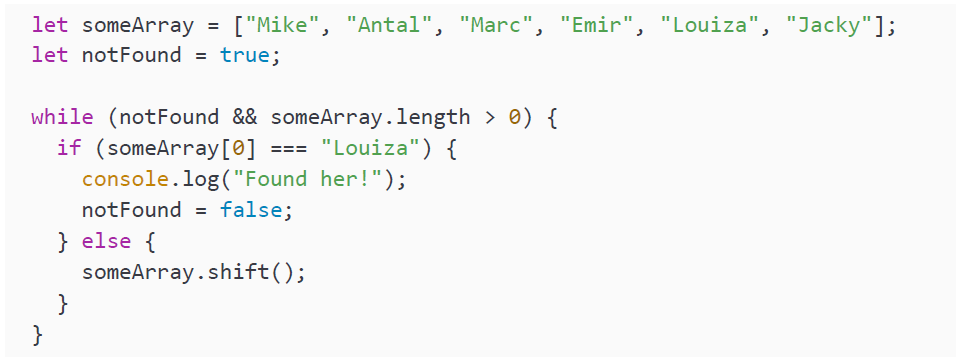 let someArray = ["Mike", "Antal", "Marc", "Emir", "Louiza", "Jacky"];
let notFound = true;

while (notFound && someArray.length > 0) {
  if (someArray[0] === "Louiza") {
    console.log("Found her!");
    notFound = false;
  } else {
    someArray.shift();
  }
}